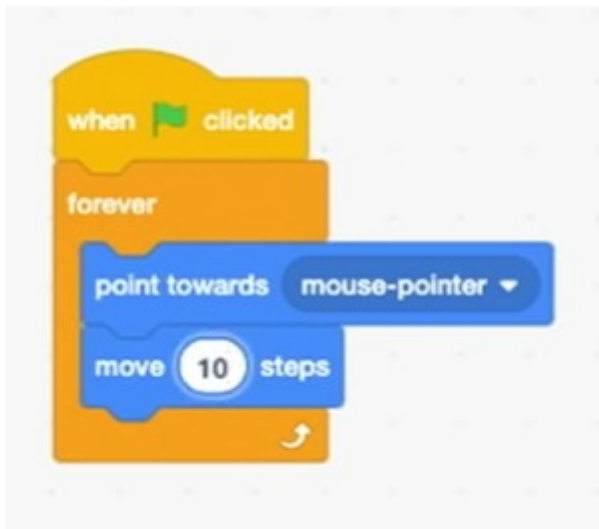 when clicked
forever
point towards mouse-pointer
move 10 steps